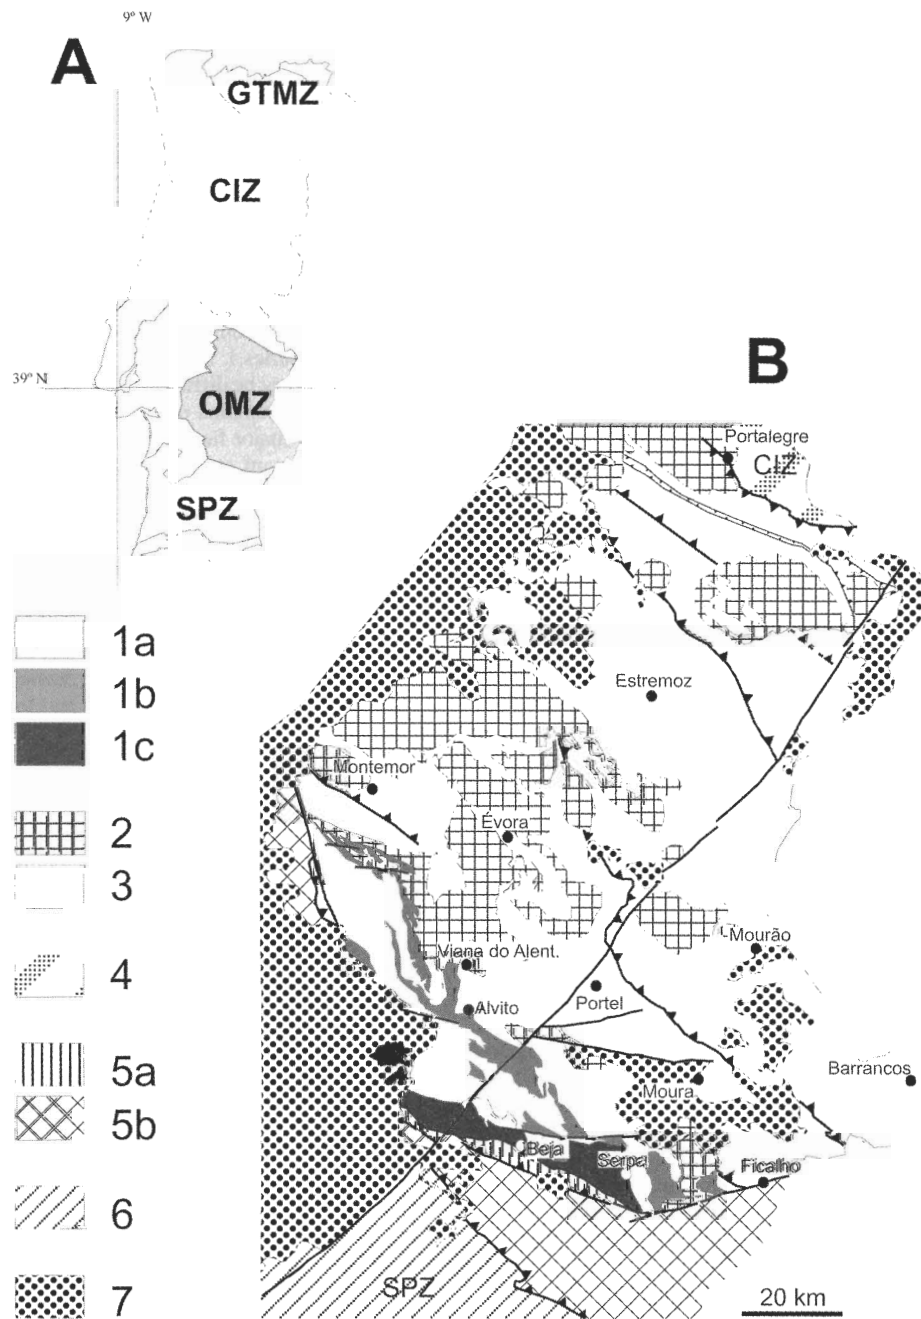 9º W
A
GTMZ
CIZ
39º N
OMZ
SPZ
B
Portalegre
CIZ
Estremoz
Montemor
Évora
Mourão
Viana do Alent.
Portel
Alvito
Barrancos
Moura
Beja
Serpa
Ficalho
SPZ
20 km
1a
1b
1c
2
3
4
5a
5b
6
7